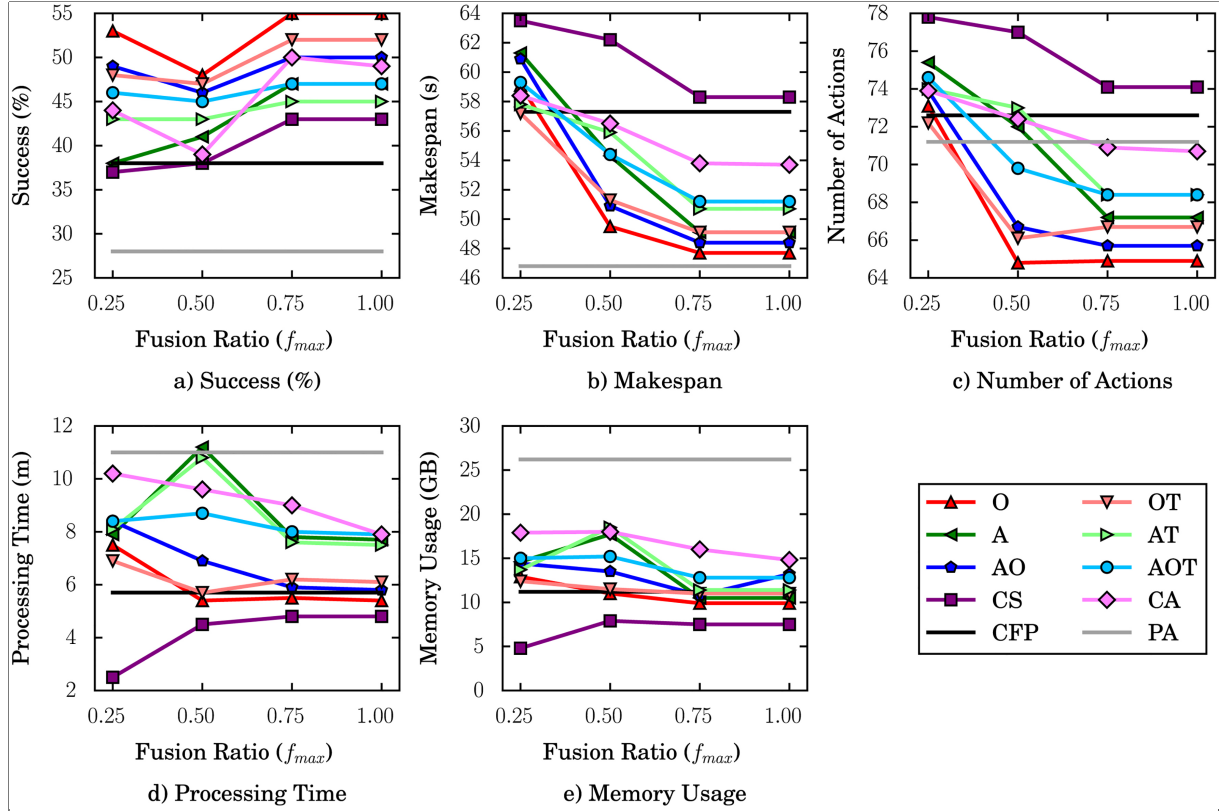 55
50
45
40
35
30
25
Success (%)
0.25 0.50 0.75 1.00
Fusion Ratio (f_max)
a) Success (%)
64
62
60
58
56
54
52
50
48
46
Makespan (s)
0.25 0.50 0.75 1.00
Fusion Ratio (f_max)
b) Makespan
78
76
74
72
70
68
66
64
Number of Actions
0.25 0.50 0.75 1.00
Fusion Ratio (f_max)
c) Number of Actions
12
10
8
6
4
2
Processing Time (m)
0.25 0.50 0.75 1.00
Fusion Ratio (f_max)
d) Processing Time
30
25
20
15
10
5
0
Memory Usage (GB)
0.25 0.50 0.75 1.00
Fusion Ratio (f_max)
e) Memory Usage
O OT
A AT
AO AOT
CS CA
CFP PA